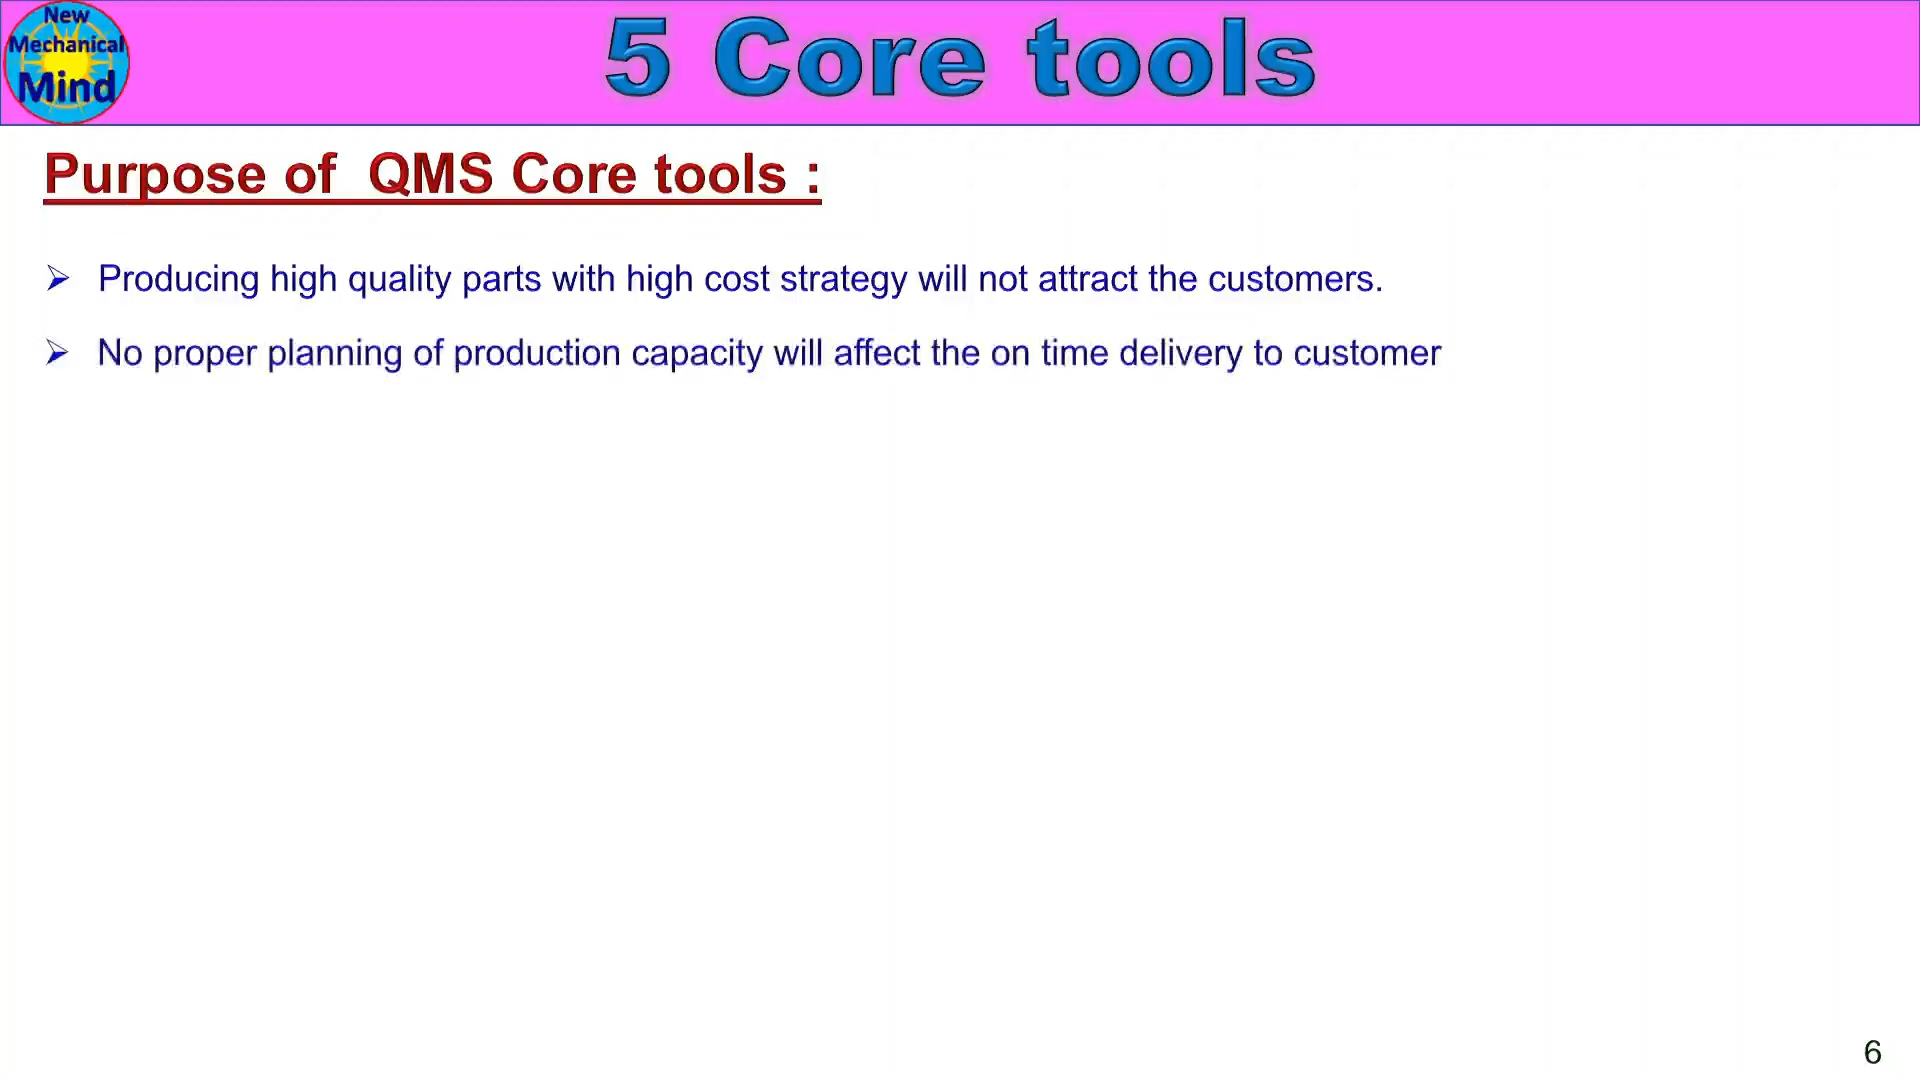 New
Mechanical
Mind
5 Core tools
Purpose of  QMS Core tools :
➢ Producing high quality parts with high cost strategy will not attract the customers.
➢ No proper planning of production capacity will affect the on time delivery to customer
6